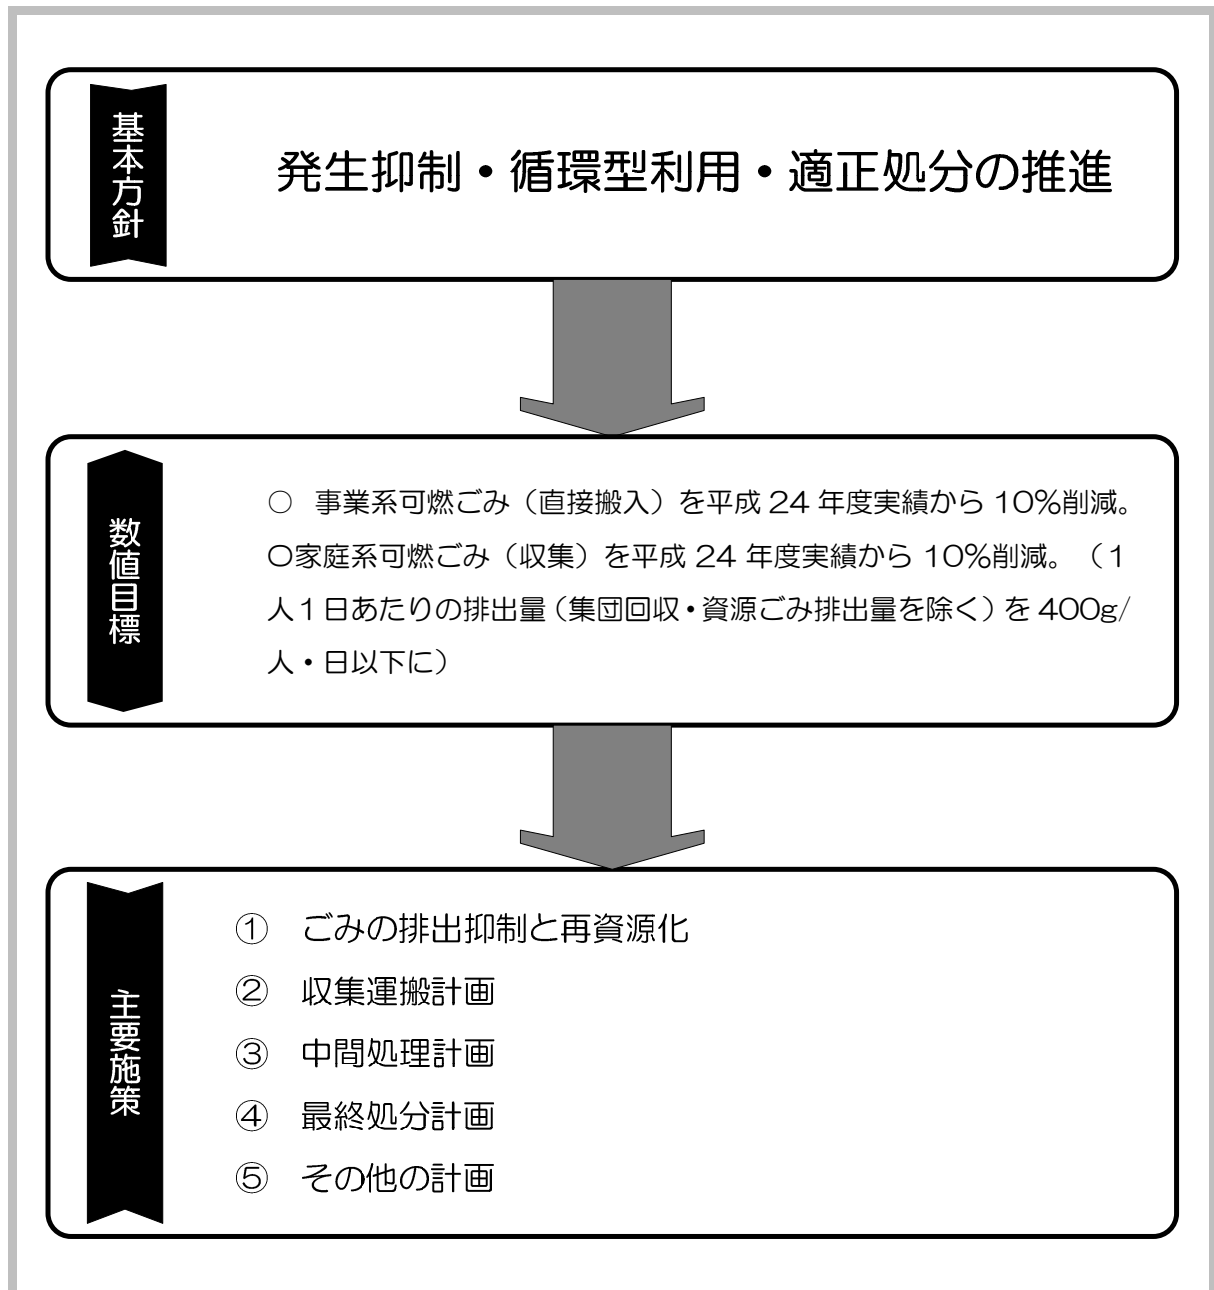 基本方針
発生抑制・循環型利用・適正処分の推進
数値目標
○ 事業系可燃ごみ（直接搬入）を平成 24 年度実績から 10%削減。
○家庭系可燃ごみ（収集）を平成 24 年度実績から 10%削減。（1
人１日あたりの排出量（集団回収・資源ごみ排出量を除く）を 400g/
人・日以下に）
主要施策
① ごみの排出抑制と再資源化
② 収集運搬計画
③ 中間処理計画
④ 最終処分計画
⑤ その他の計画